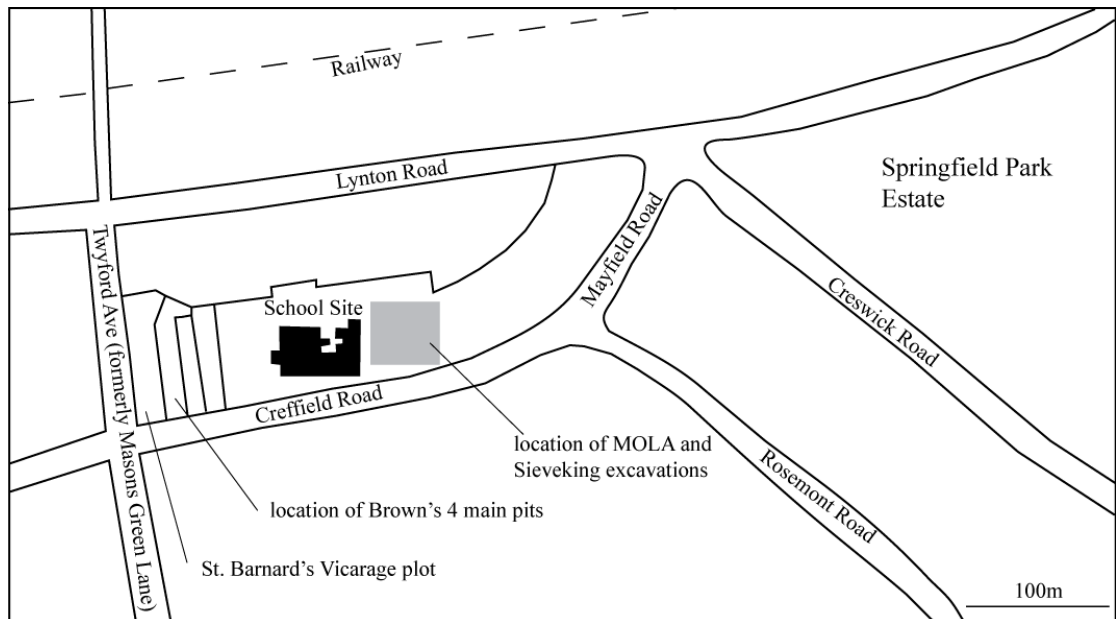 Railway
Lynton Road
Springfield Park
Estate
Twyford Ave (formerly Masons Green Lane)
Mayfield Road
School Site
Creswick Road
Creffield Road
location of MOLA and
Sieveking excavations
Rosemont Road
location of Brown's 4 main pits
St. Barnard's Vicarage plot
100m